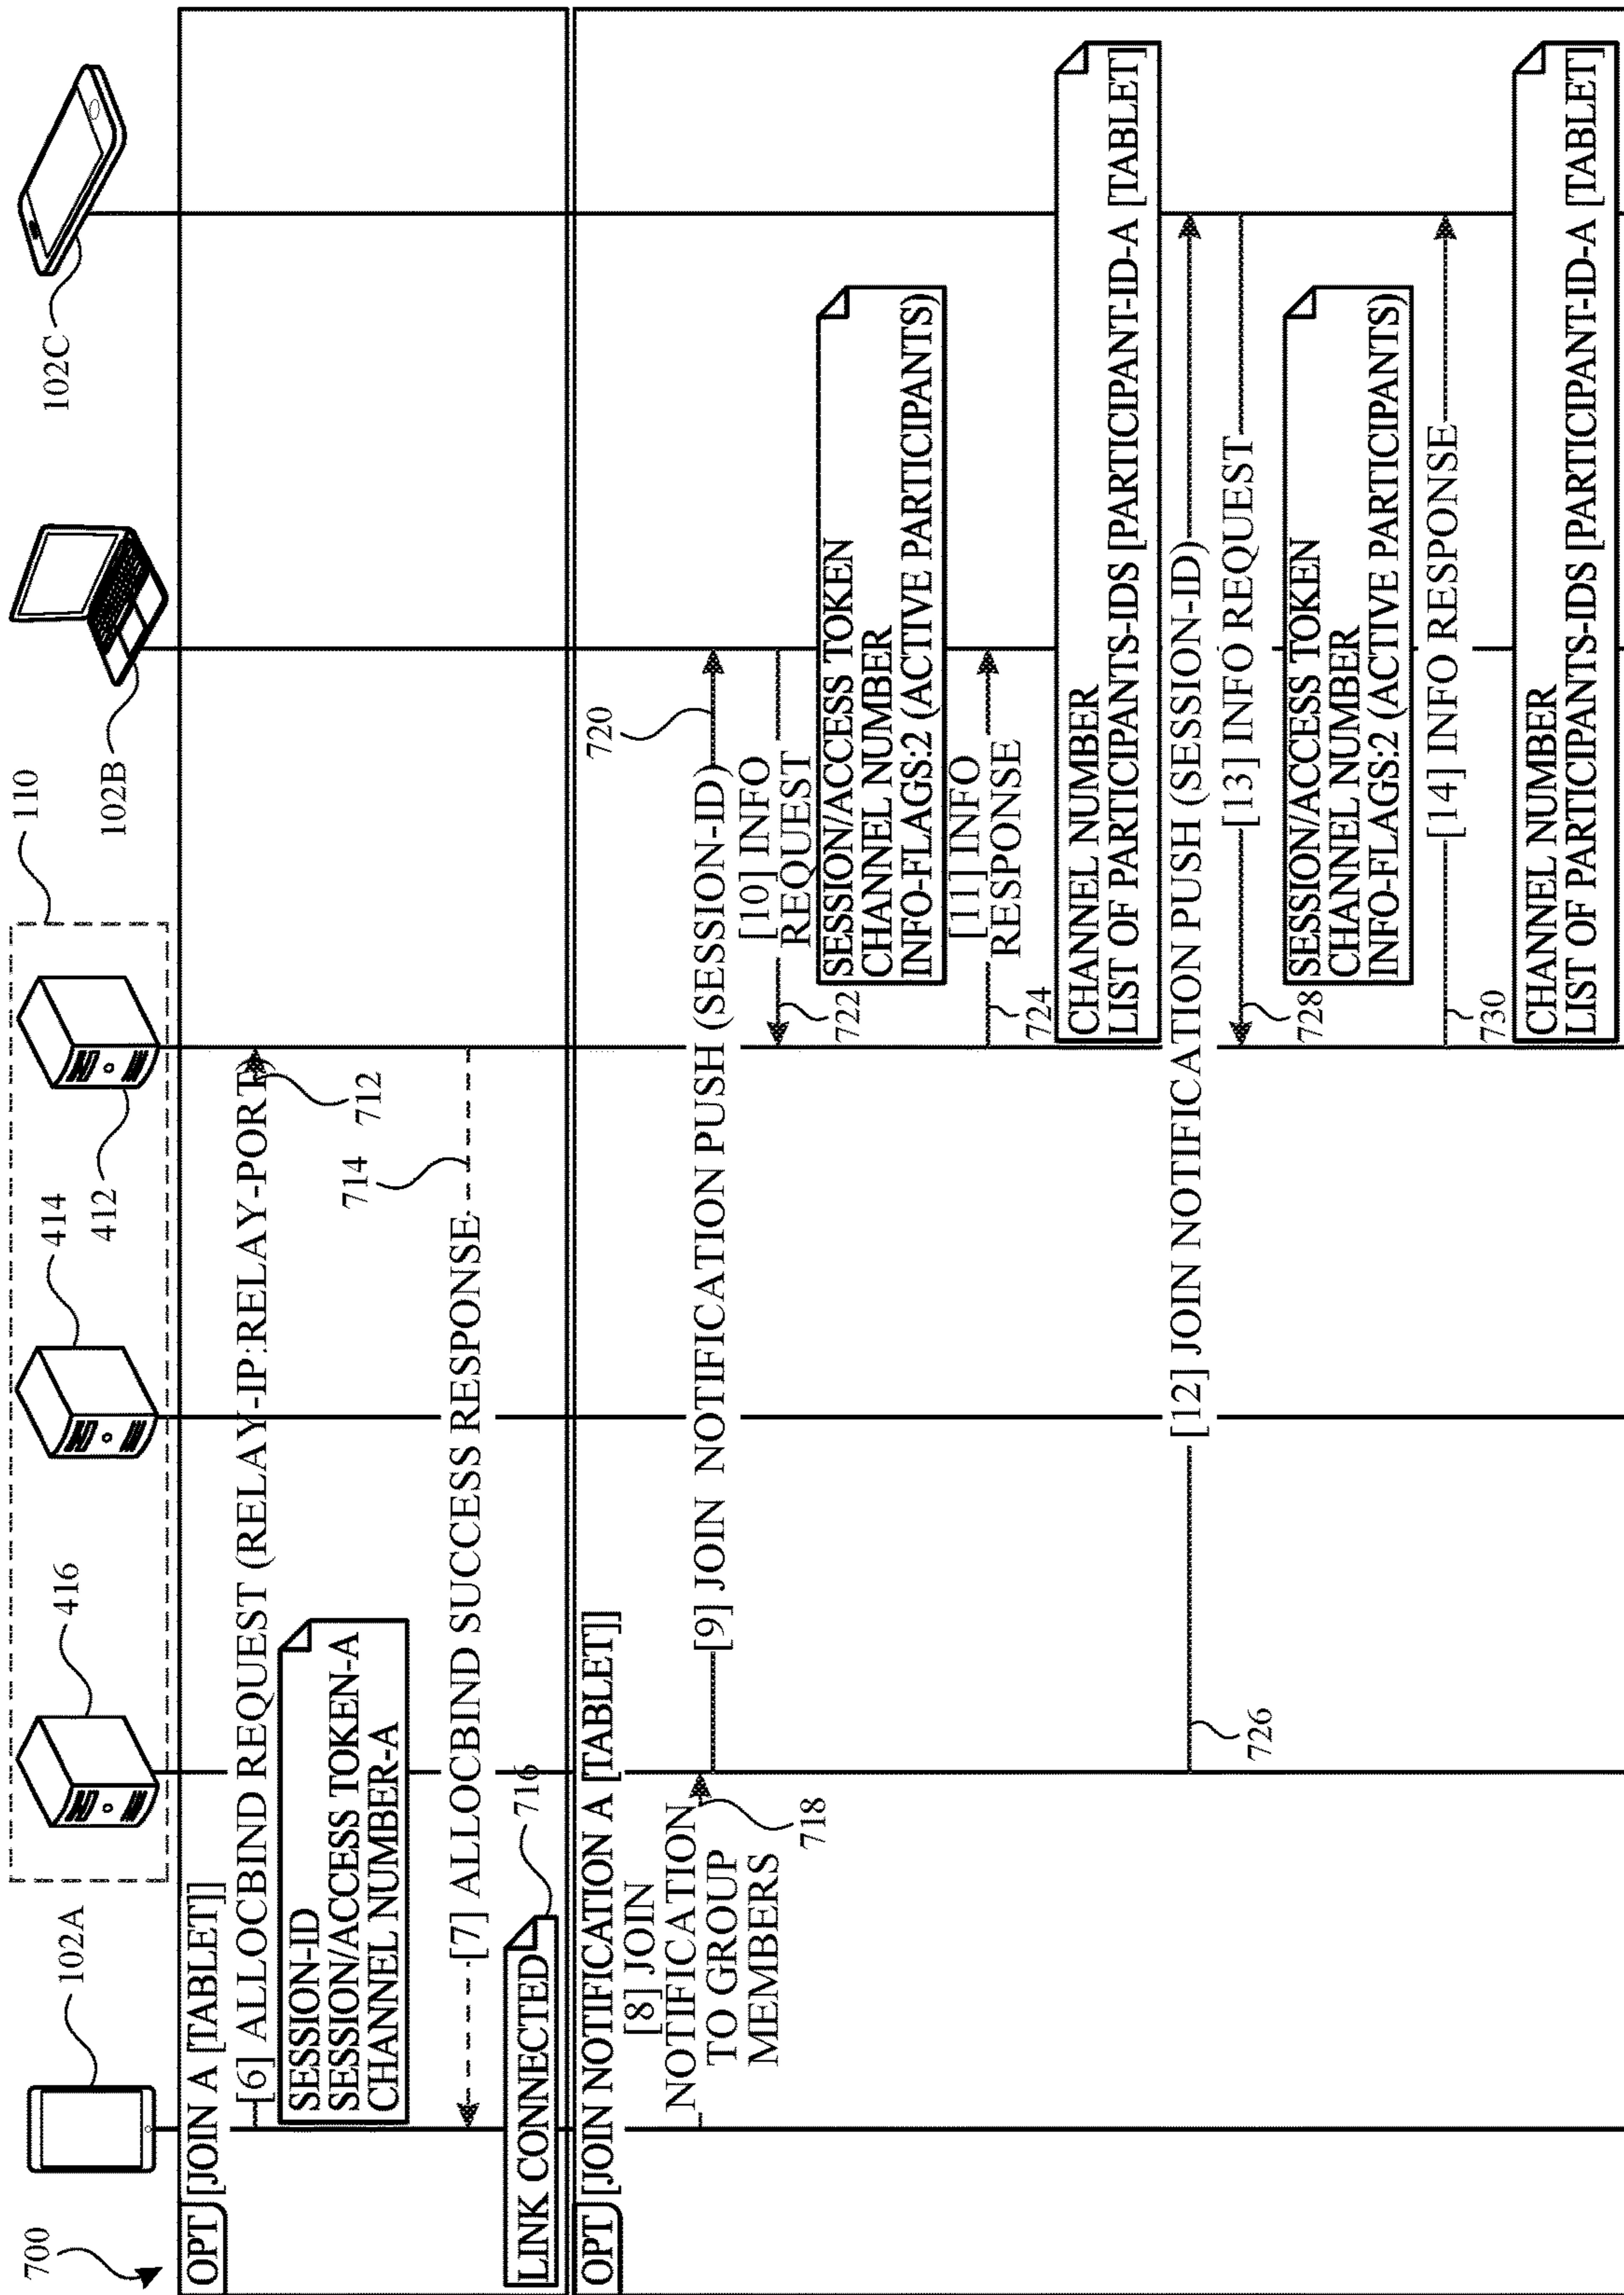 700
102A
416
414
412
110
102B
102C
OPT [JOIN A [TABLET]]
[6] ALLOCBIND REQUEST (RELAY-IP:RELAY-PORT)
712
SESSION-ID
SESSION/ACCESS TOKEN-A
CHANNEL NUMBER-A
714
[7] ALLOCBIND SUCCESS RESPONSE
LINK CONNECTED
716
OPT [JOIN NOTIFICATION A [TABLET]]
[8] JOIN
NOTIFICATION
TO GROUP
MEMBERS
718
[9] JOIN NOTIFICATION PUSH (SESSION-ID)
720
[10] INFO
REQUEST
722
SESSION/ACCESS TOKEN
CHANNEL NUMBER
INFO-FLAGS:2 (ACTIVE PARTICIPANTS)
[11] INFO
RESPONSE
724
CHANNEL NUMBER
LIST OF PARTICIPANTS-IDS [PARTICIPANT-ID-A [TABLET]
[12] JOIN NOTIFICATION PUSH (SESSION-ID)
726
[13] INFO REQUEST
728
SESSION/ACCESS TOKEN
CHANNEL NUMBER
INFO-FLAGS:2 (ACTIVE PARTICIPANTS)
[14] INFO RESPONSE
730
CHANNEL NUMBER
LIST OF PARTICIPANTS-IDS [PARTICIPANT-ID-A [TABLET]